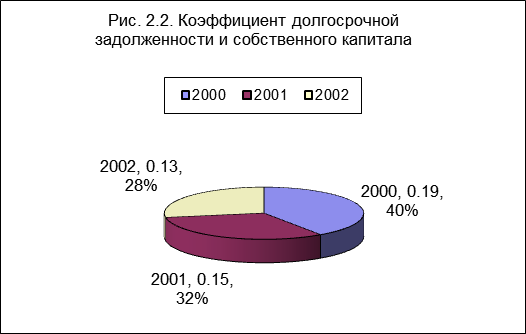 Рис. 2.2. Коэффициент долгосрочной
задолженности и собственного капитала
2000 2001 2002
2002, 0.13,
28%
2000, 0.19,
40%
2001, 0.15,
32%